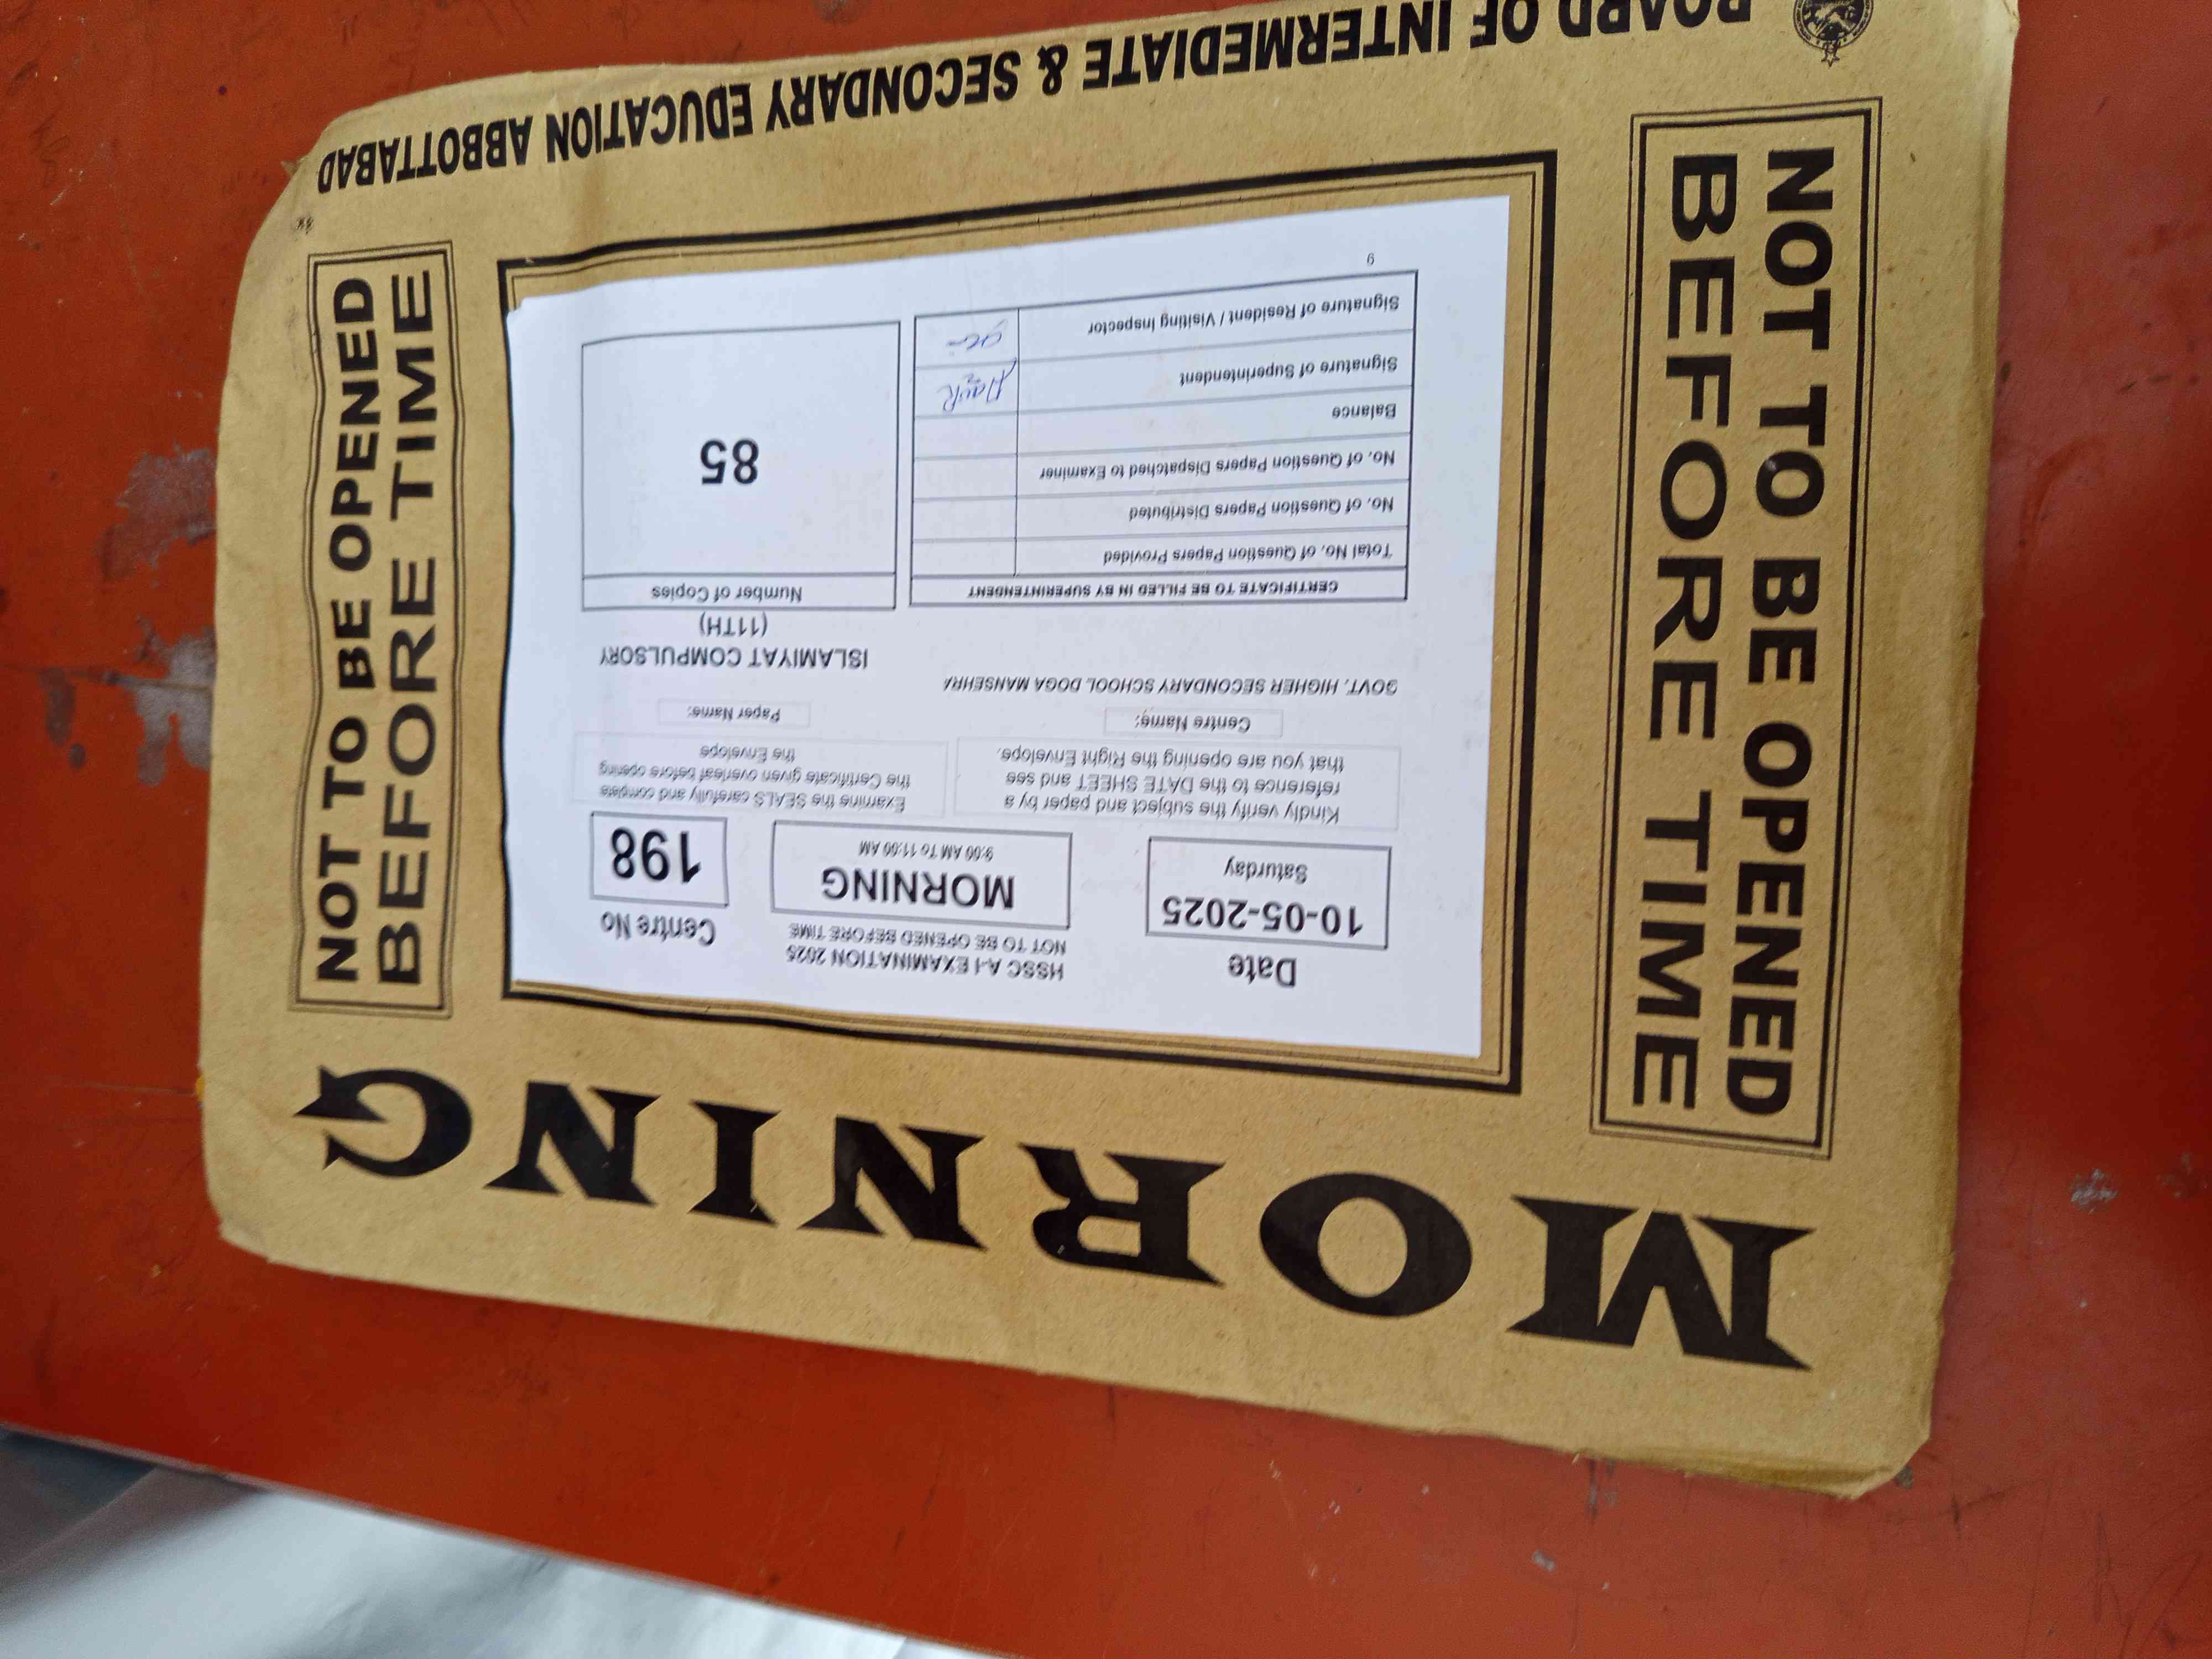 MORNING
NOT TO BE OPENED
BEFORE TIME
Date
10-05-2025
Saturday
HSSC A-I EXAMINATION 2025
NOT TO BE OPENED BEFORE TIME
MORNING
9:00 AM To 11:00 AM
Centre No
198
Kindly verify the subject and paper by a
reference to the DATE SHEET and see
that you are opening the Right Envelope.
Examine the SEALS carefully and complete
the Certificate given overleaf before opening
the Envelope
Centre Name:
GOVT. HIGHER SECONDARY SCHOOL DOGA MANSEHRA
Paper Name:
ISLAMIYAT COMPULSORY
(11TH)
CERTIFICATE TO BE FILLED IN BY SUPERINTENDENT
Total No. of Question Papers Provided
No. of Question Papers Distributed
No. of Question Papers Dispatched to Examiner
Balance
Signature of Superintendent
Signature of Resident / Visiting Inspector
Number of Copies
85
9
NOT TO BE OPENED
BEFORE TIME
BOARD OF INTERMEDIATE & SECONDARY EDUCATION ABBOTTABAD